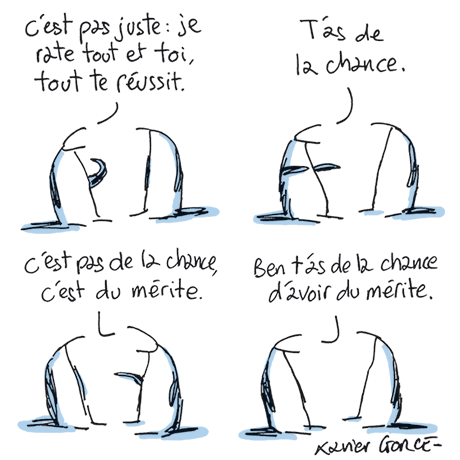 C'est pas juste : je
rate tout et toi,
tout te réussit.
T'as de
la chance.
C'est pas de la chance,
c'est du mérite.
Ben t'as de la chance
d'avoir du mérite.
Xavier GORCE-